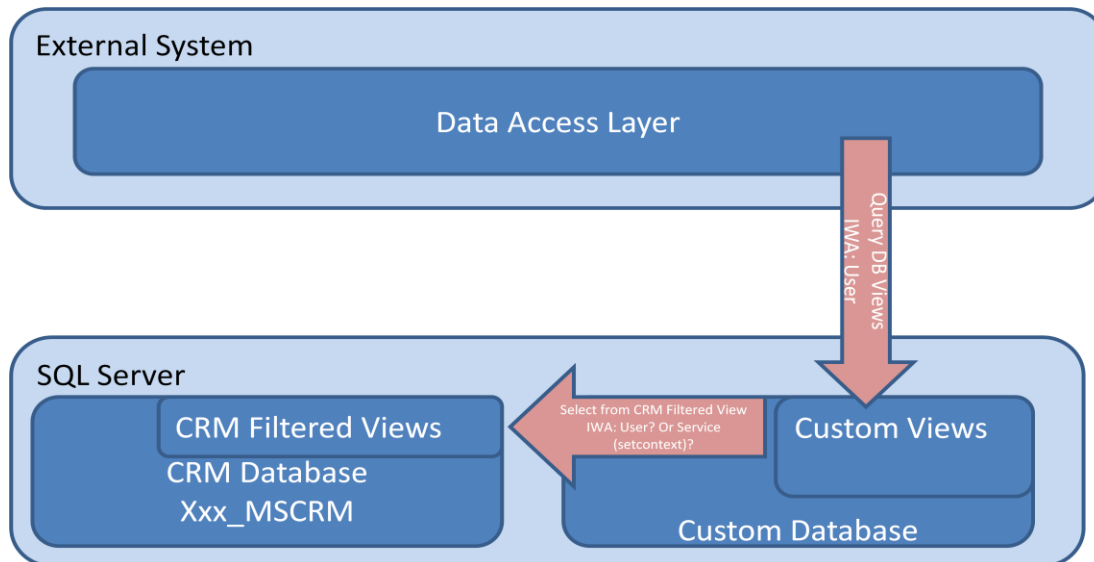 External System
Data Access Layer
Query DB Views
IWA: User
SQL Server
CRM Filtered Views
CRM Database
Xxx_MSCRM
Select from CRM Filtered View
IWA: User? Or Service
(setcontext)?
Custom Views
Custom Database